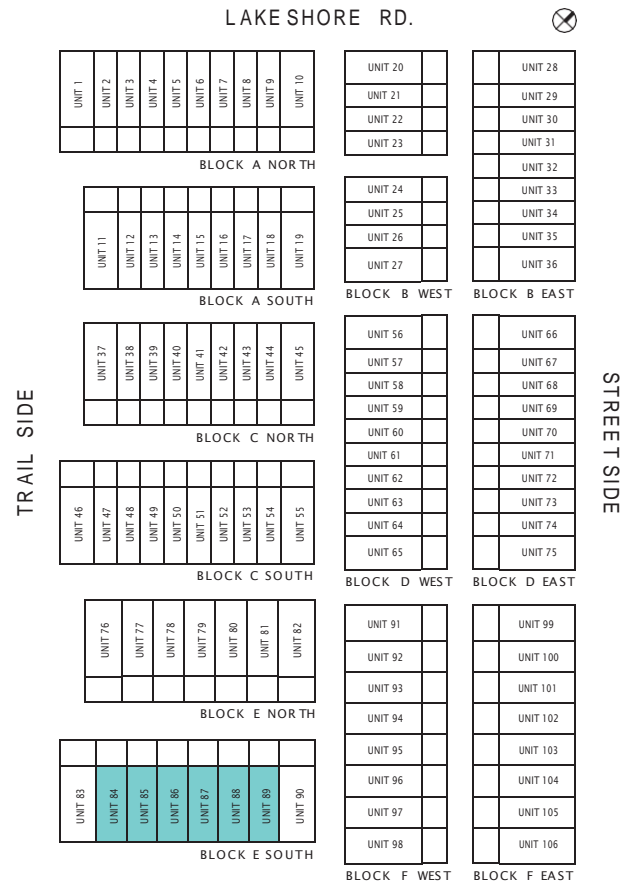 LAKE SHORE RD.
UNIT 1
UNIT 2
UNIT 3
UNIT 4
UNIT 5
UNIT 6
UNIT 7
UNIT 8
UNIT 9
UNIT 10
BLOCK A NORTH
UNIT 11
UNIT 12
UNIT 13
UNIT 14
UNIT 15
UNIT 16
UNIT 17
UNIT 18
UNIT 19
BLOCK A SOUTH
UNIT 20
UNIT 21
UNIT 22
UNIT 23
UNIT 24
UNIT 25
UNIT 26
UNIT 27
BLOCK B WEST
UNIT 28
UNIT 29
UNIT 30
UNIT 31
UNIT 32
UNIT 33
UNIT 34
UNIT 35
UNIT 36
BLOCK B EAST
TRAIL SIDE
UNIT 37
UNIT 38
UNIT 39
UNIT 40
UNIT 41
UNIT 42
UNIT 43
UNIT 44
UNIT 45
BLOCK C NORTH
UNIT 46
UNIT 47
UNIT 48
UNIT 49
UNIT 50
UNIT 51
UNIT 52
UNIT 53
UNIT 54
UNIT 55
BLOCK C SOUTH
UNIT 56
UNIT 57
UNIT 58
UNIT 59
UNIT 60
UNIT 61
UNIT 62
UNIT 63
UNIT 64
UNIT 65
BLOCK D WEST
UNIT 66
UNIT 67
UNIT 68
UNIT 69
UNIT 70
UNIT 71
UNIT 72
UNIT 73
UNIT 74
UNIT 75
BLOCK D EAST
STREET SIDE
UNIT 76
UNIT 77
UNIT 78
UNIT 79
UNIT 80
UNIT 81
UNIT 82
BLOCK E NORTH
UNIT 83
UNIT 84
UNIT 85
UNIT 86
UNIT 87
UNIT 88
UNIT 89
UNIT 90
BLOCK E SOUTH
UNIT 91
UNIT 92
UNIT 93
UNIT 94
UNIT 95
UNIT 96
UNIT 97
UNIT 98
BLOCK F WEST
UNIT 99
UNIT 100
UNIT 101
UNIT 102
UNIT 103
UNIT 104
UNIT 105
UNIT 106
BLOCK F EAST